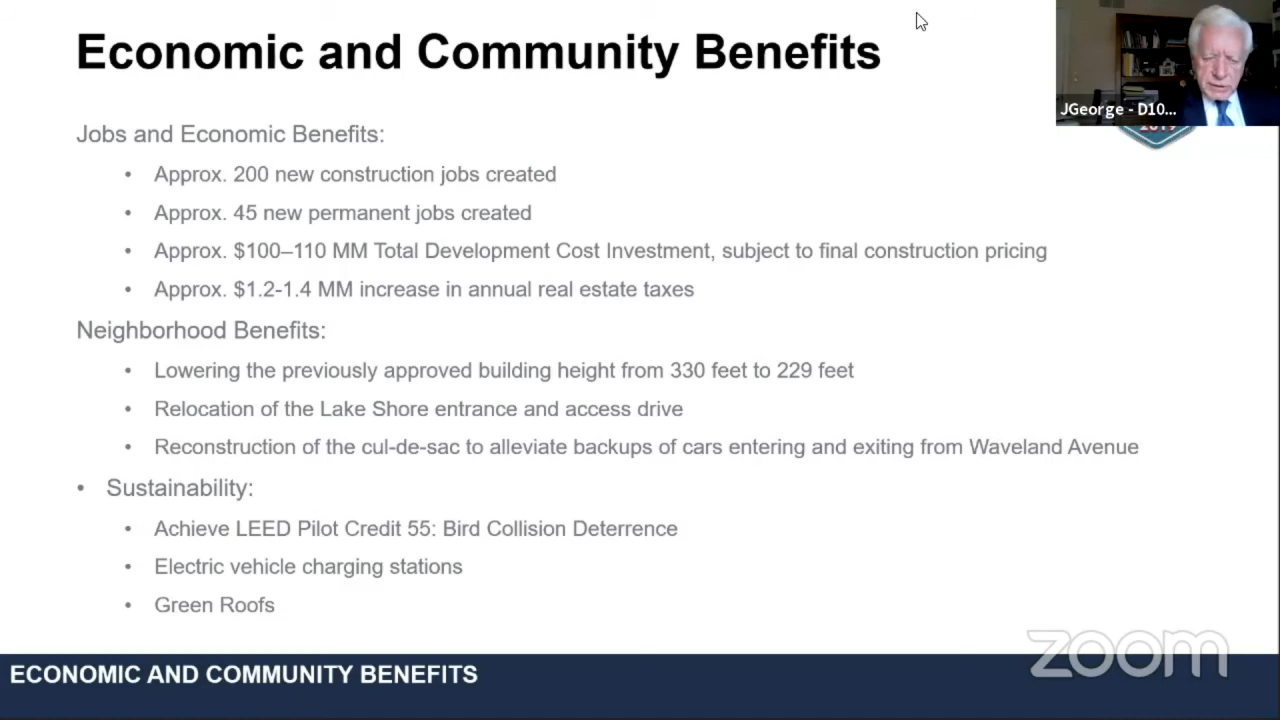 Economic and Community Benefits
JGeorge - D10...
2019
Jobs and Economic Benefits:
• Approx. 200 new construction jobs created
• Approx. 45 new permanent jobs created
• Approx. $100–110 MM Total Development Cost Investment, subject to final construction pricing
• Approx. $1.2-1.4 MM increase in annual real estate taxes
Neighborhood Benefits:
• Lowering the previously approved building height from 330 feet to 229 feet
• Relocation of the Lake Shore entrance and access drive
• Reconstruction of the cul-de-sac to alleviate backups of cars entering and exiting from Waveland Avenue
• Sustainability:
• Achieve LEED Pilot Credit 55: Bird Collision Deterrence
• Electric vehicle charging stations
• Green Roofs
zoom
ECONOMIC AND COMMUNITY BENEFITS